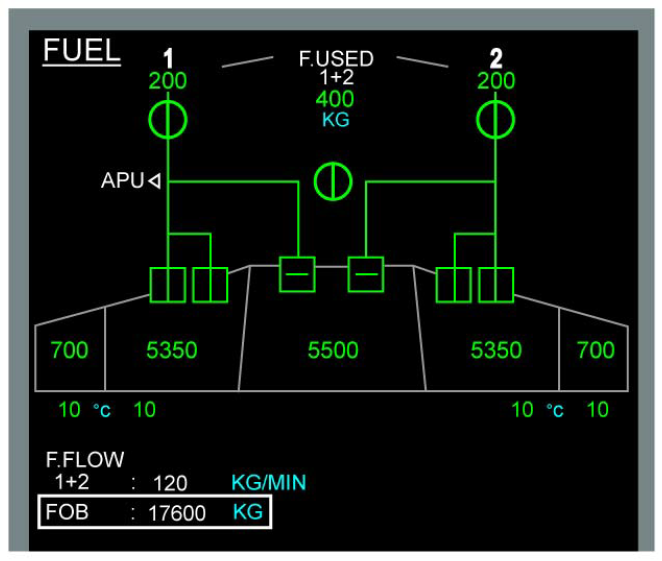 FUEL
1 F.USED 2
200 1+2 200
400
KG
APU
700 5350 5500 5350 700
10 °c 10 10 °c 10
F.FLOW
1+2 : 120 KG/MIN
FOB : 17600 KG